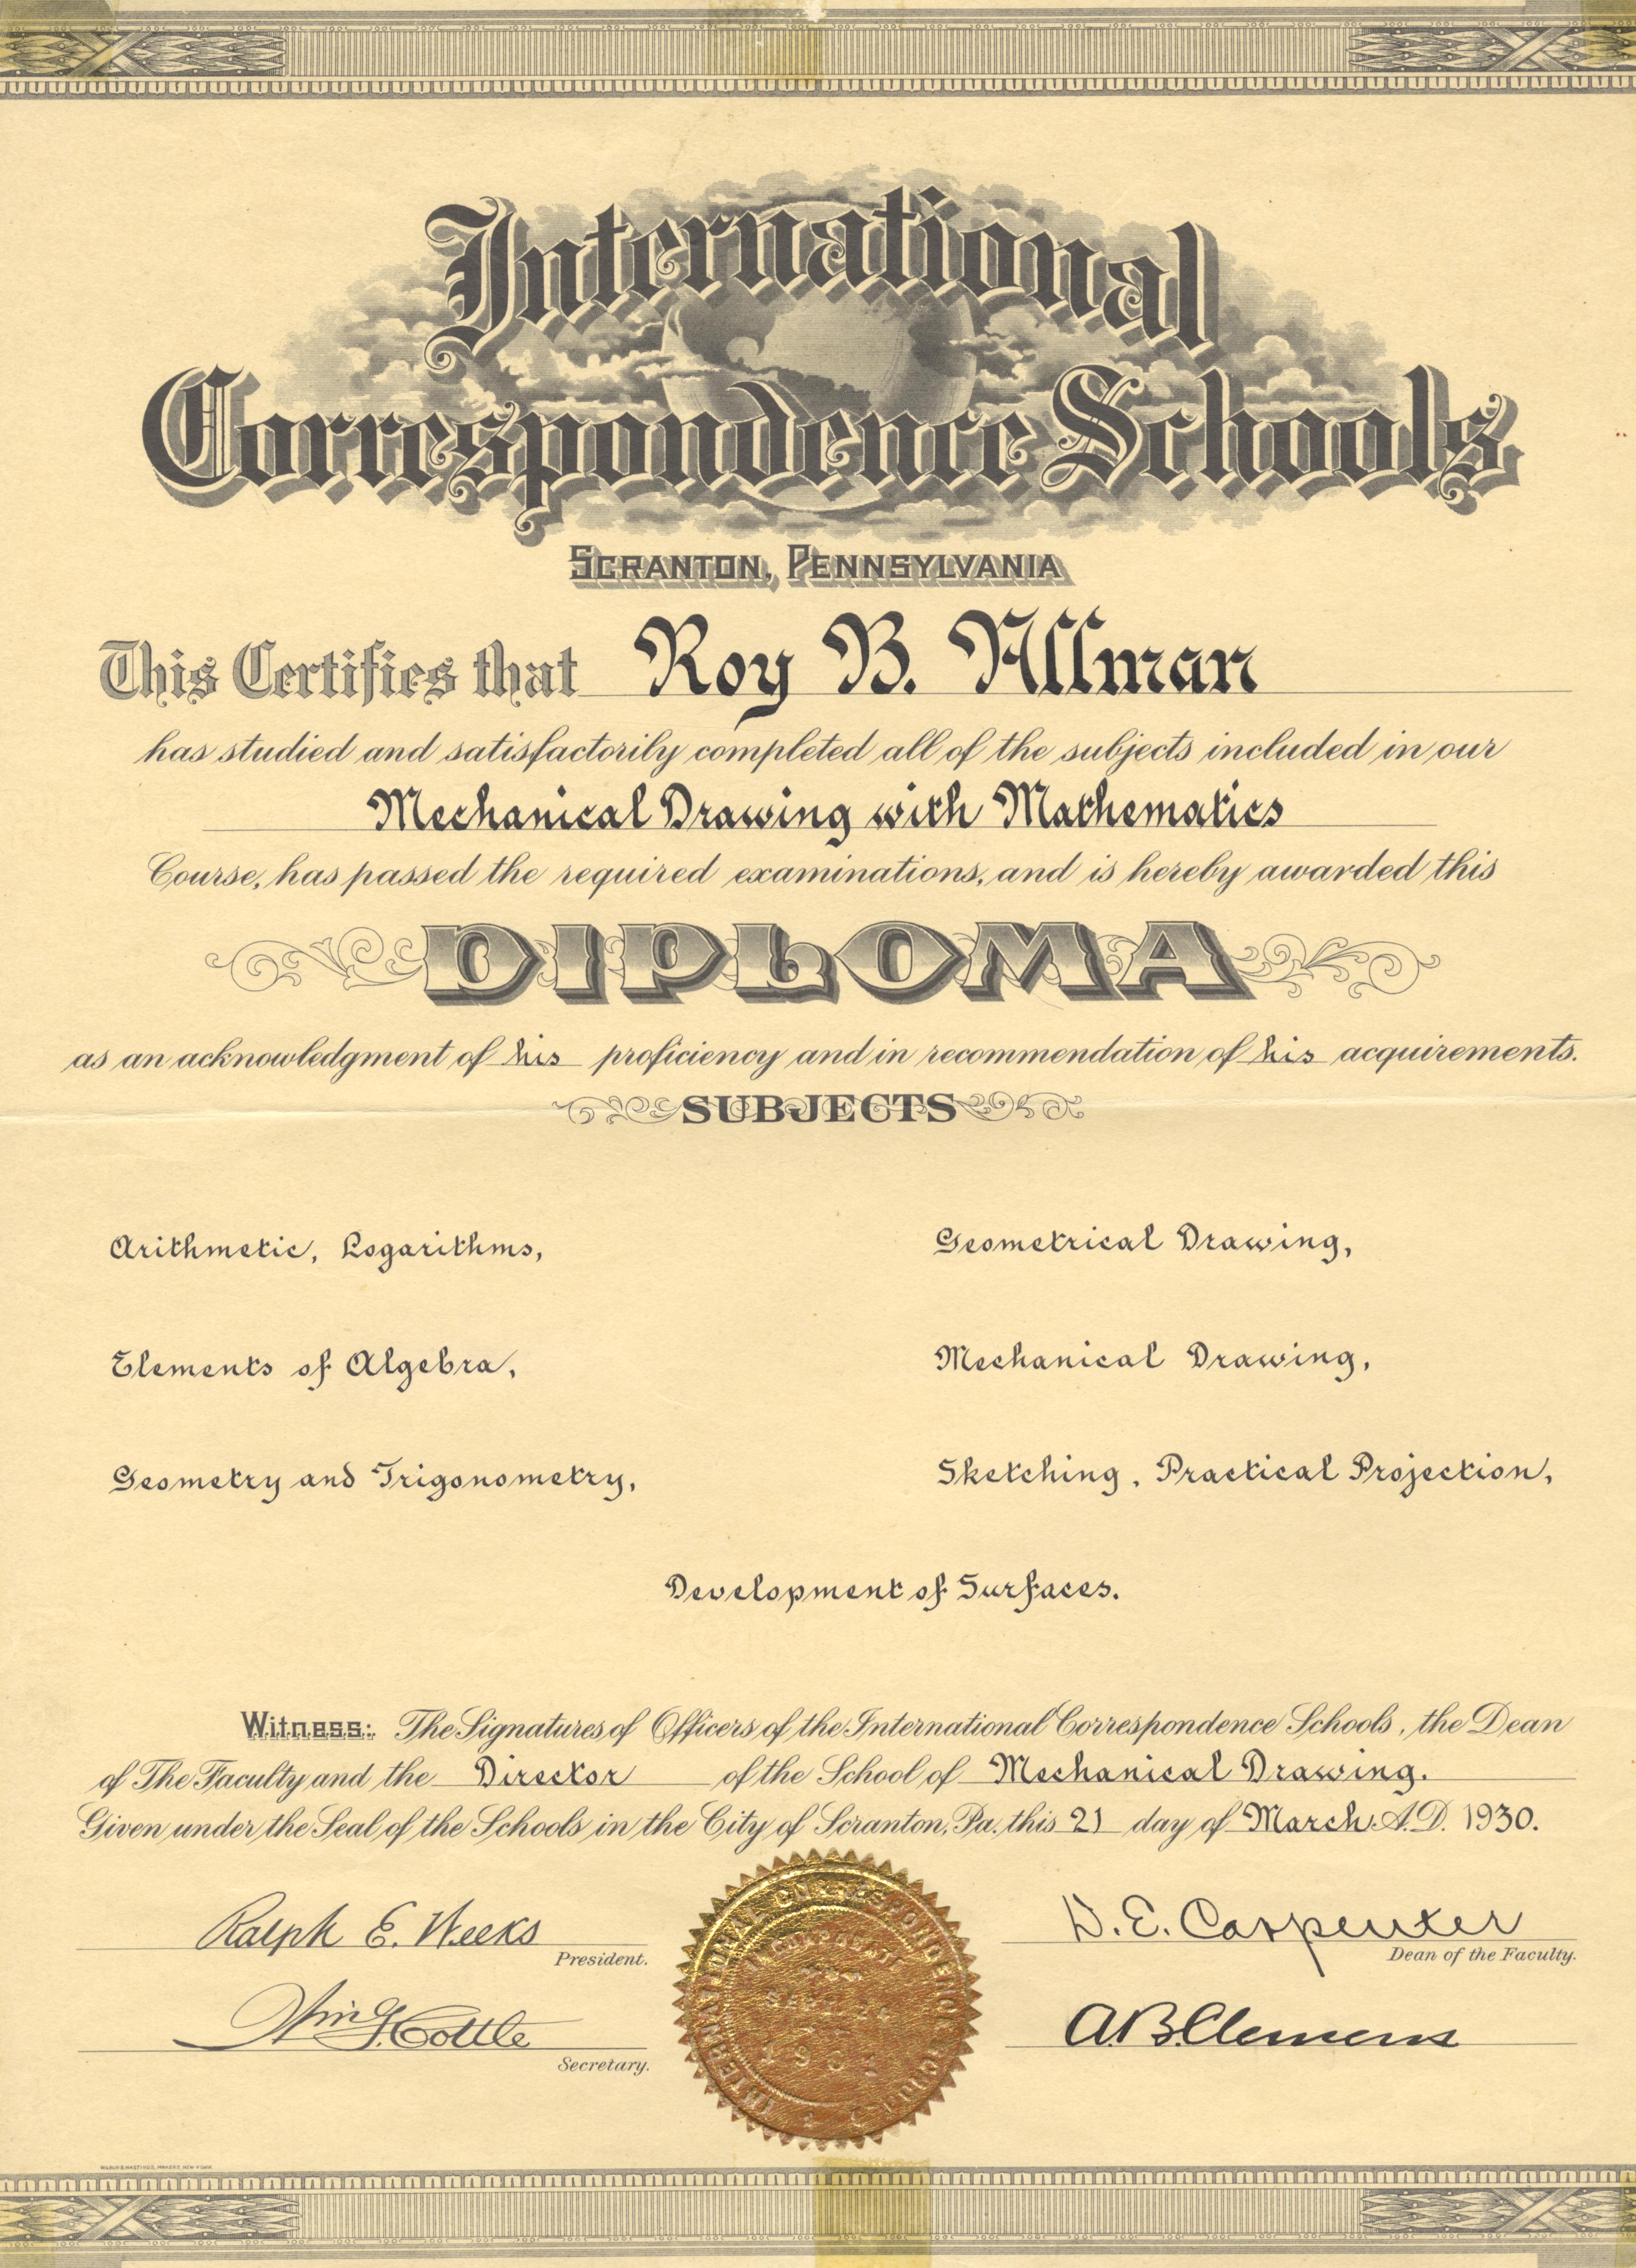 International
Correspondence Schools
SCRANTON, PENNSYLVANIA
This Certifies that Roy B. Allman
has studied and satisfactorily completed all of the subjects included in our
Mechanical Drawing with Mathematics
Course, has passed the required examinations, and is hereby awarded this
DIPLOMA
as an acknowledgment of his proficiency and in recommendation of his acquirements.
SUBJECTS
Arithmetic, Logarithms,
Geometrical Drawing,
Elements of Algebra,
Mechanical Drawing,
Geometry and Trigonometry,
Sketching, Practical Projection,
Development of Surfaces.
Witness: The Signatures of Officers of the International Correspondence Schools, the Dean
of The Faculty and the Director of the School of Mechanical Drawing.
Given under the Seal of the Schools in the City of Scranton, Pa. this 21 day of March A.D. 1930.
Ralph E. Weeks
President.
D. E. Carpenter
Dean of the Faculty.
Cottle
Secretary.
A.B. Clemens
INTERNATIONAL CORRESPONDENCE SCHOOLS